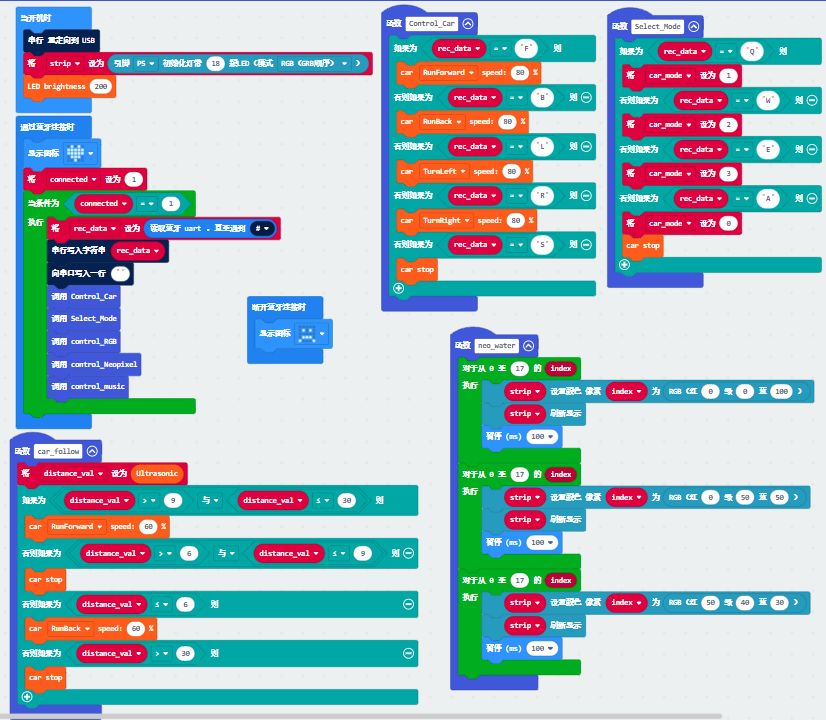 当开机时
串行 重定向到 USB
将 strip 设为 引脚 P5 初始化灯带 18 颗LED(模式 RGB(GRB顺序) )
LED brightness 200
通过蓝牙连接时
显示图标
将 connected 设为 1
当条件为 connected = 1
执行 将 rec_data 设为 读取蓝牙 uart , 直至遇到 #
串行写入字符串 rec_data
向串口写入一行 " "
调用 Control_Car
调用 Select_Mode
调用 control_RGB
调用 control_Neopixel
调用 control_music
断开蓝牙连接时
显示图标
函数 car_follow
将 distance_val 设为 Ultrasonic
如果为 distance_val > 9 与 distance_val ≤ 30 则
car RunForward speed: 60 %
否则如果为 distance_val > 6 与 distance_val ≤ 9 则
car stop
否则如果为 distance_val ≤ 6 则
car RunBack speed: 60 %
否则如果为 distance_val > 30 则
car stop
函数 Control_Car
如果为 rec_data = "F" 则
car RunForward speed: 80 %
否则如果为 rec_data = "B" 则
car RunBack speed: 80 %
否则如果为 rec_data = "L" 则
car TurnLeft speed: 80 %
否则如果为 rec_data = "R" 则
car TurnRight speed: 80 %
否则如果为 rec_data = "S" 则
car stop
函数 Select_Mode
如果为 rec_data = "Q" 则
将 car_mode 设为 1
否则如果为 rec_data = "W" 则
将 car_mode 设为 2
否则如果为 rec_data = "E" 则
将 car_mode 设为 3
否则如果为 rec_data = "A" 则
将 car_mode 设为 0
car stop
函数 neo_water
对于从 0 至 17 的 index
执行 strip 设置颜色 像素 index 为 RGB (红 0 绿 0 蓝 100 )
strip 刷新显示
暂停 (ms) 100
对于从 0 至 17 的 index
执行 strip 设置颜色 像素 index 为 RGB (红 0 绿 50 蓝 50 )
strip 刷新显示
暂停 (ms) 100
对于从 0 至 17 的 index
执行 strip 设置颜色 像素 index 为 RGB (红 50 绿 40 蓝 30 )
strip 刷新显示
暂停 (ms) 100